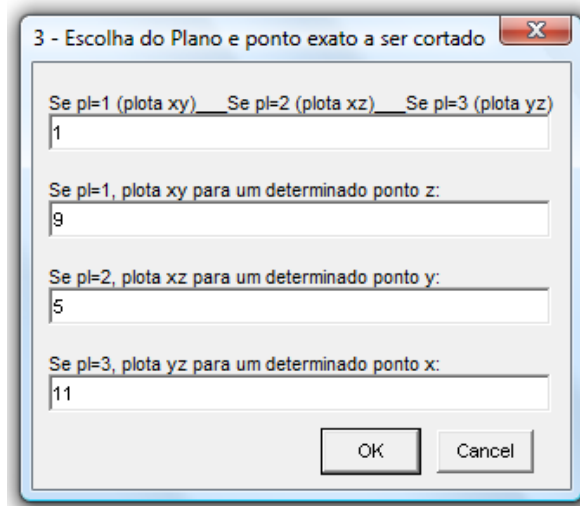 3 - Escolha do Plano e ponto exato a ser cortado
Se pl=1 (plota xy)___Se pl=2 (plota xz)___Se pl=3 (plota yz)
1
Se pl=1, plota xy para um determinado ponto z:
9
Se pl=2, plota xz para um determinado ponto y:
5
Se pl=3, plota yz para um determinado ponto x:
11
OK Cancel